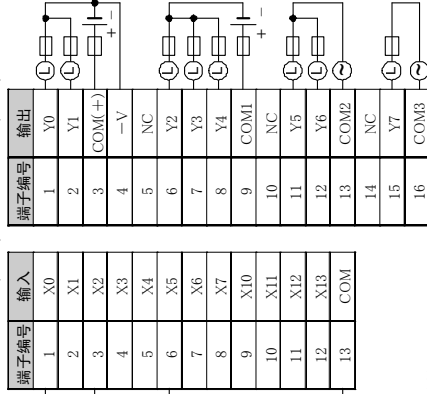 端子编号 输入 端子编号 输出
1 X0 1 Y0 L
2 X1 2 Y1 L
3 X2 3 COM(+) + −
4 X3 4 −V
5 X4 5 NC
6 X5 6 Y2 L
7 X6 7 Y3 L
8 X7 8 Y4 L
9 X10 9 COM1 + −
10 X11 10 NC
11 X12 11 Y5 L
12 X13 12 Y6 L
13 COM 13 COM2 ~
14 NC
15 Y7 L
16 COM3 ~